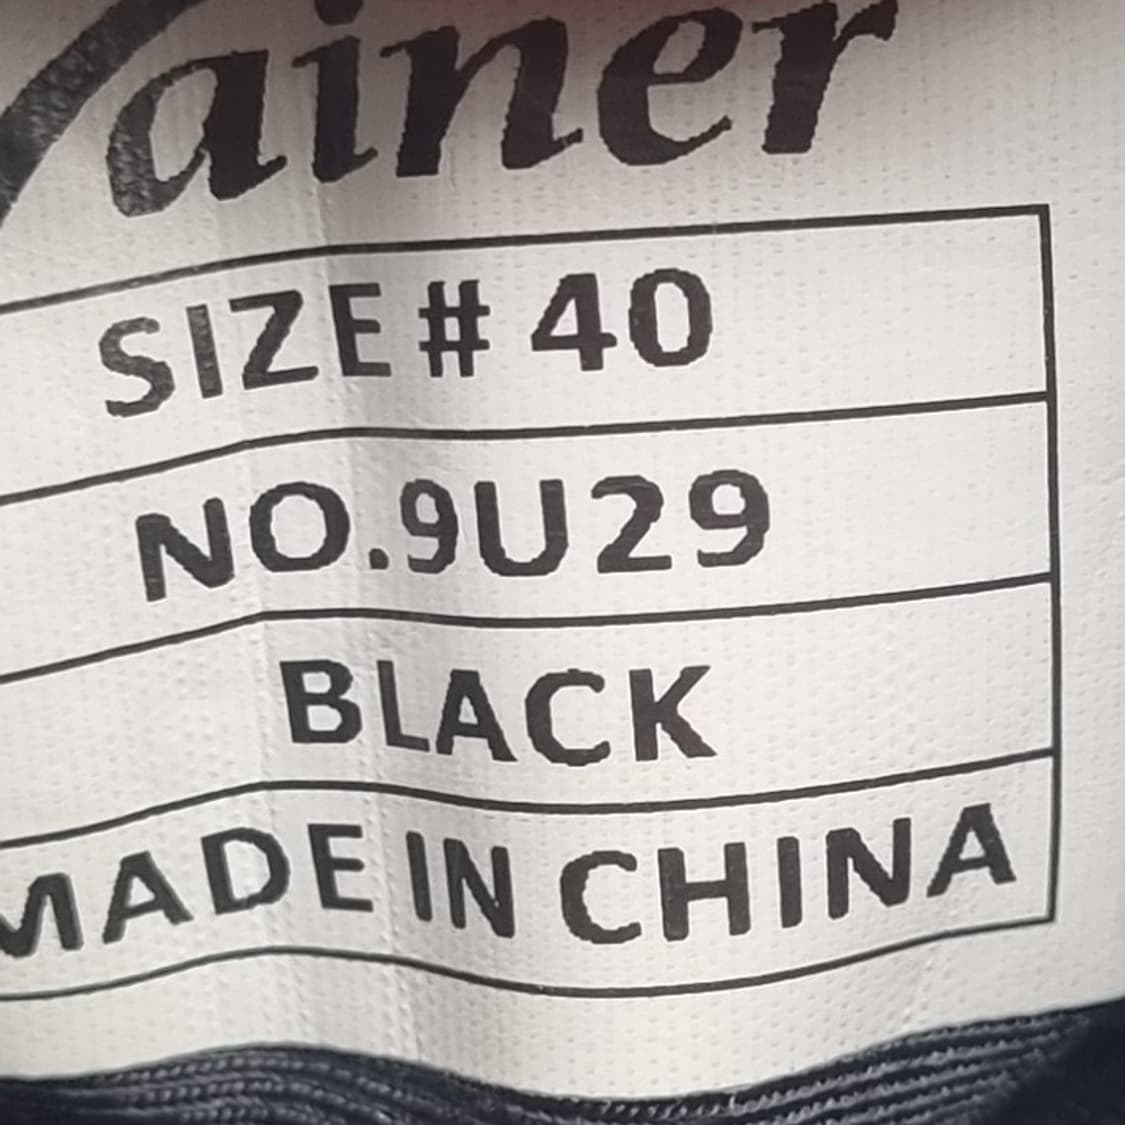 ainer
SIZE # 40
NO.9U29
BLACK
MADE IN CHINA